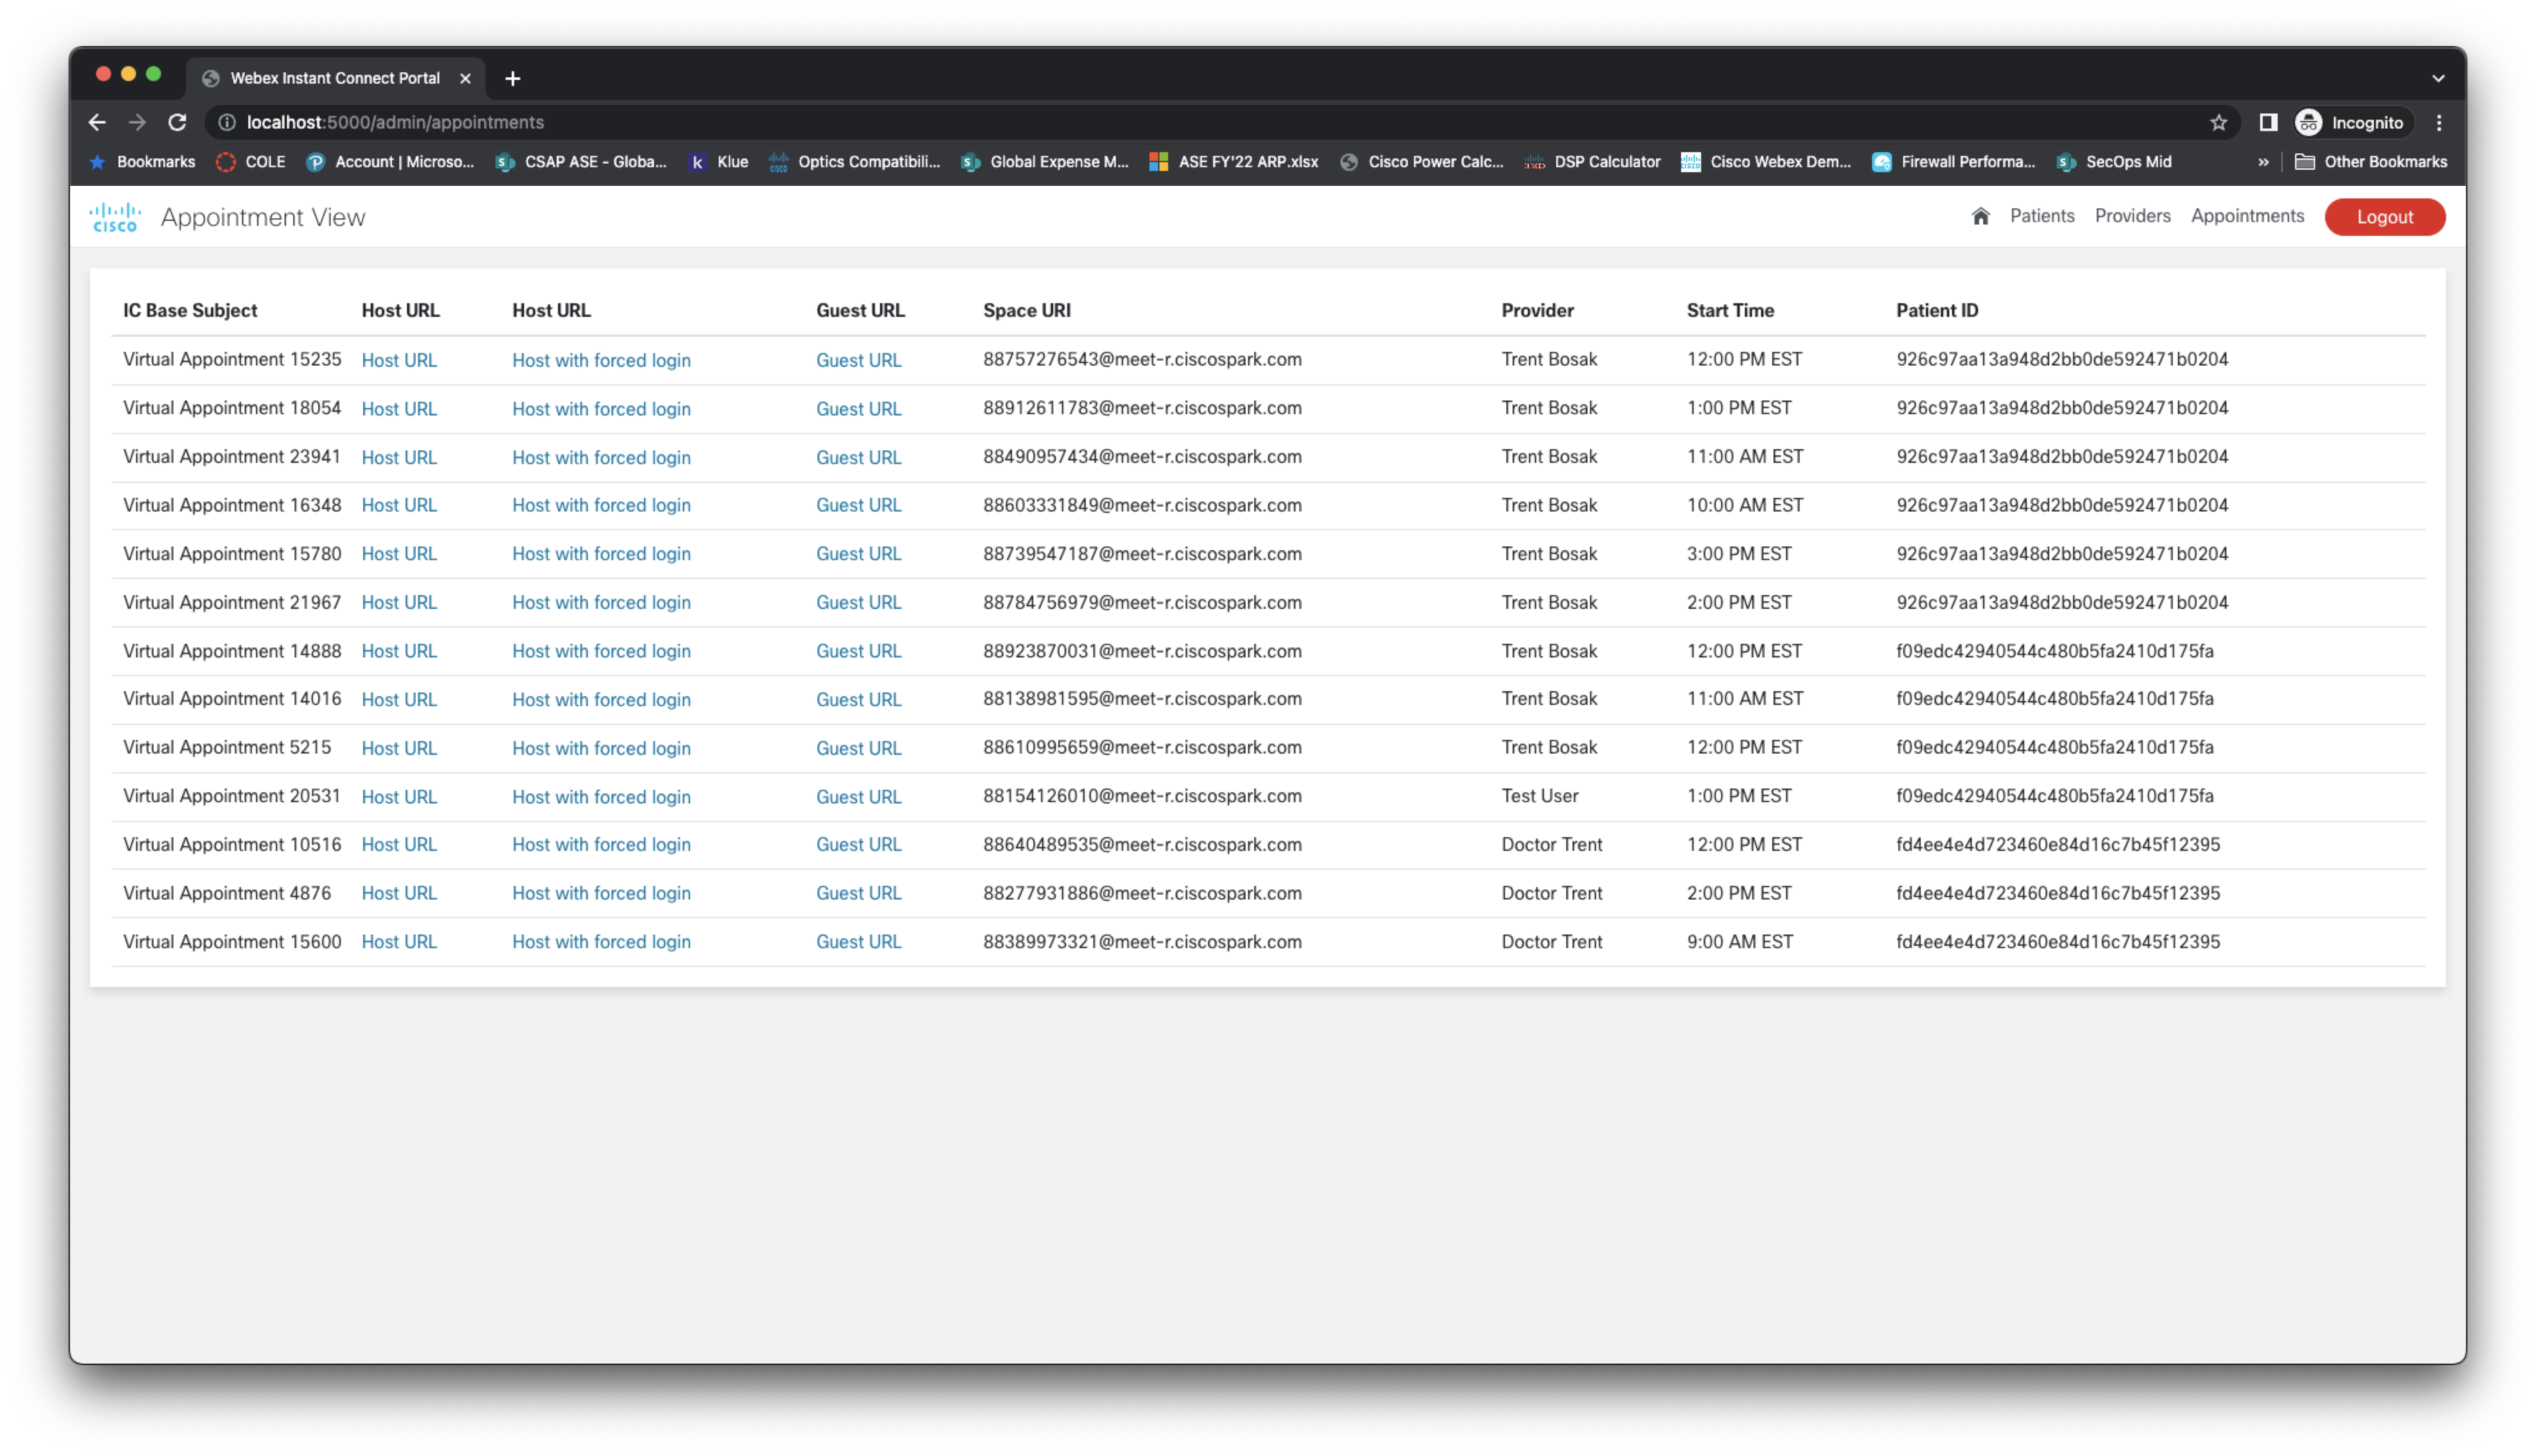 Webex Instant Connect Portal
localhost:5000/admin/appointments
Incognito
Bookmarks COLE Account | Microso... CSAP ASE - Globa... Klue Optics Compatibili... Global Expense M... ASE FY'22 ARP.xlsx Cisco Power Calc... DSP Calculator Cisco Webex Dem... Firewall Performa... SecOps Mid » Other Bookmarks
CISCO Appointment View Patients Providers Appointments Logout
IC Base Subject Host URL Host URL Guest URL Space URI Provider Start Time Patient ID
Virtual Appointment 15235 Host URL Host with forced login Guest URL 88757276543@meet-r.ciscospark.com Trent Bosak 12:00 PM EST 926c97aa13a948d2bb0de592471b0204
Virtual Appointment 18054 Host URL Host with forced login Guest URL 88912611783@meet-r.ciscospark.com Trent Bosak 1:00 PM EST 926c97aa13a948d2bb0de592471b0204
Virtual Appointment 23941 Host URL Host with forced login Guest URL 88490957434@meet-r.ciscospark.com Trent Bosak 11:00 AM EST 926c97aa13a948d2bb0de592471b0204
Virtual Appointment 16348 Host URL Host with forced login Guest URL 88603331849@meet-r.ciscospark.com Trent Bosak 10:00 AM EST 926c97aa13a948d2bb0de592471b0204
Virtual Appointment 15780 Host URL Host with forced login Guest URL 88739547187@meet-r.ciscospark.com Trent Bosak 3:00 PM EST 926c97aa13a948d2bb0de592471b0204
Virtual Appointment 21967 Host URL Host with forced login Guest URL 88784756979@meet-r.ciscospark.com Trent Bosak 2:00 PM EST 926c97aa13a948d2bb0de592471b0204
Virtual Appointment 14888 Host URL Host with forced login Guest URL 88923870031@meet-r.ciscospark.com Trent Bosak 12:00 PM EST f09edc42940544c480b5fa2410d175fa
Virtual Appointment 14016 Host URL Host with forced login Guest URL 88138981595@meet-r.ciscospark.com Trent Bosak 11:00 AM EST f09edc42940544c480b5fa2410d175fa
Virtual Appointment 5215 Host URL Host with forced login Guest URL 88610995659@meet-r.ciscospark.com Trent Bosak 12:00 PM EST f09edc42940544c480b5fa2410d175fa
Virtual Appointment 20531 Host URL Host with forced login Guest URL 88154126010@meet-r.ciscospark.com Test User 1:00 PM EST f09edc42940544c480b5fa2410d175fa
Virtual Appointment 10516 Host URL Host with forced login Guest URL 88640489535@meet-r.ciscospark.com Doctor Trent 12:00 PM EST fd4ee4e4d723460e84d16c7b45f12395
Virtual Appointment 4876 Host URL Host with forced login Guest URL 88277931886@meet-r.ciscospark.com Doctor Trent 2:00 PM EST fd4ee4e4d723460e84d16c7b45f12395
Virtual Appointment 15600 Host URL Host with forced login Guest URL 88389973321@meet-r.ciscospark.com Doctor Trent 9:00 AM EST fd4ee4e4d723460e84d16c7b45f12395